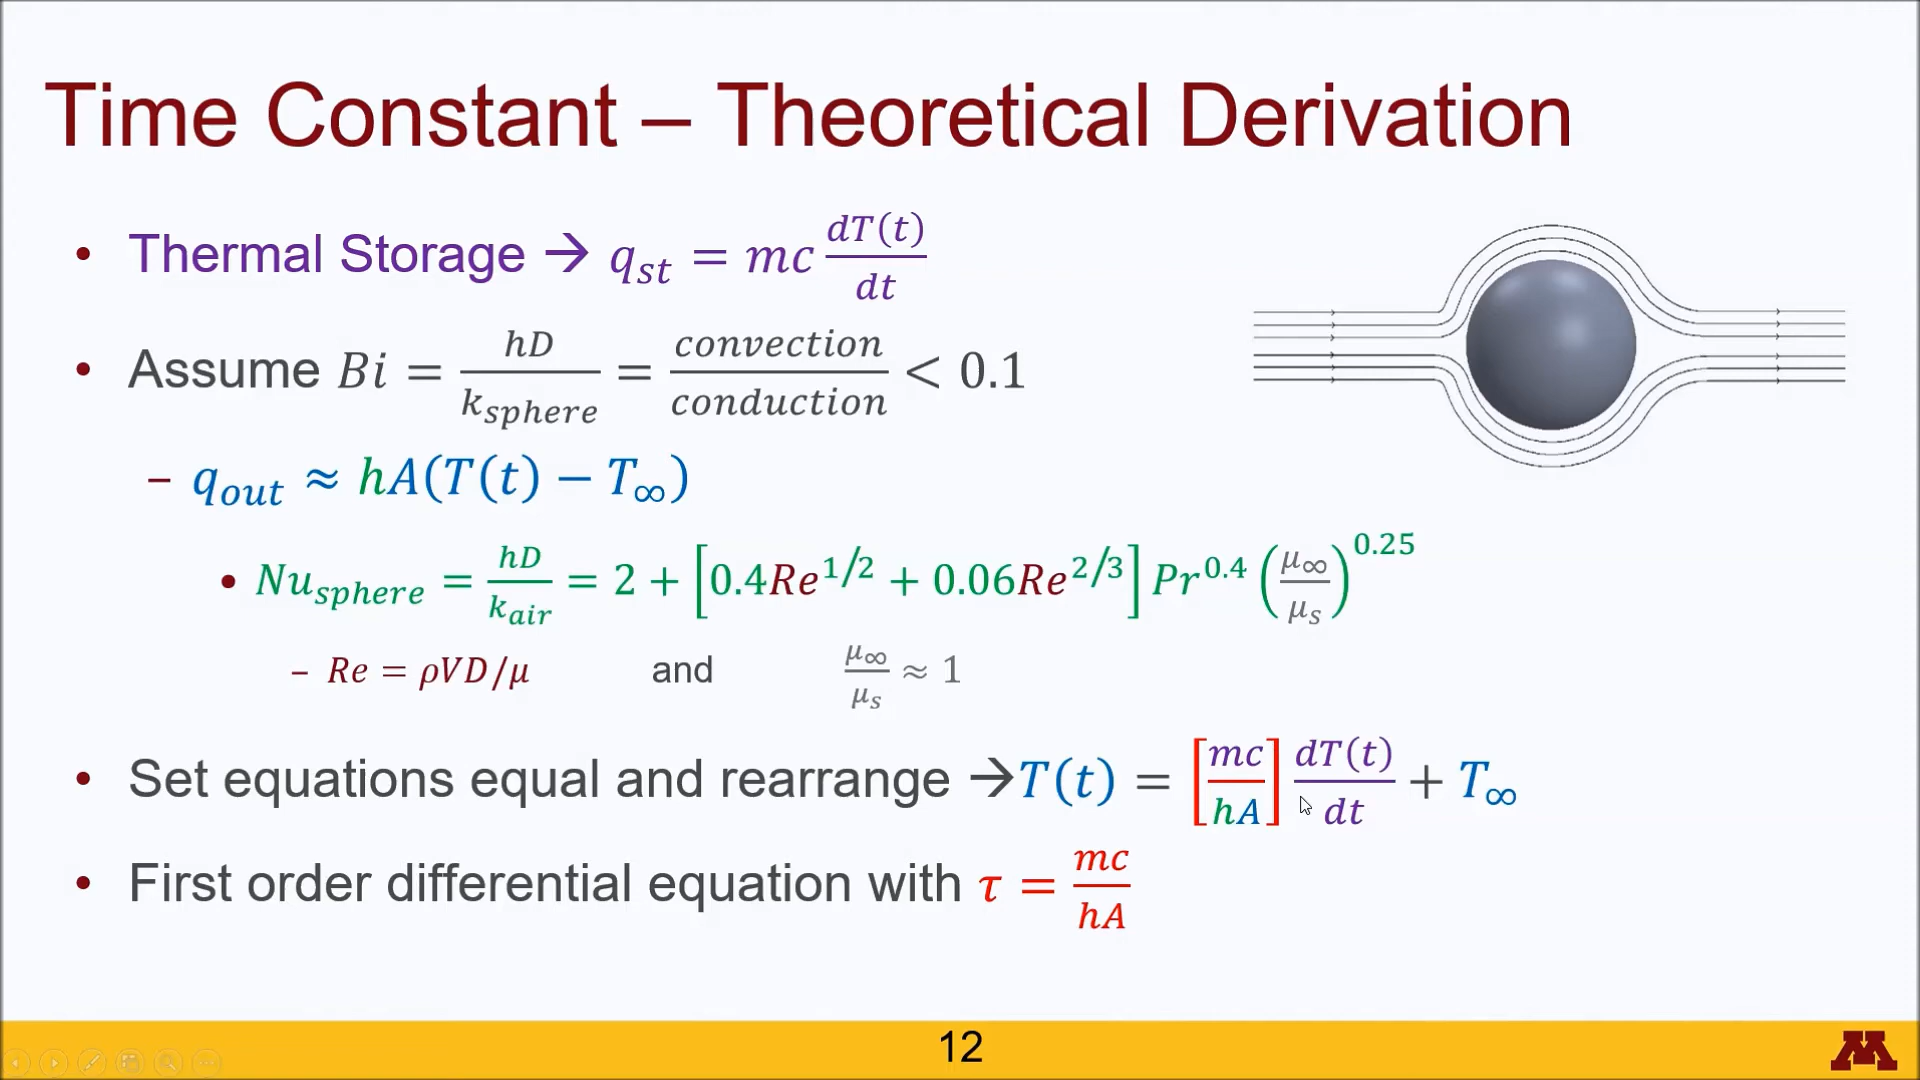 Time Constant – Theoretical Derivation
• Thermal Storage → q_st = mc dT(t)/dt
• Assume Bi = hD/k_sphere = convection/conduction < 0.1
– q_out ≈ hA(T(t) − T_∞)
• Nu_sphere = hD/k_air = 2 + [0.4Re^1/2 + 0.06Re^2/3] Pr^0.4 (μ_∞/μ_s)^0.25
– Re = ρVD/μ and μ_∞/μ_s ≈ 1
• Set equations equal and rearrange → T(t) = [mc/hA] dT(t)/dt + T_∞
• First order differential equation with τ = mc/hA
12
M